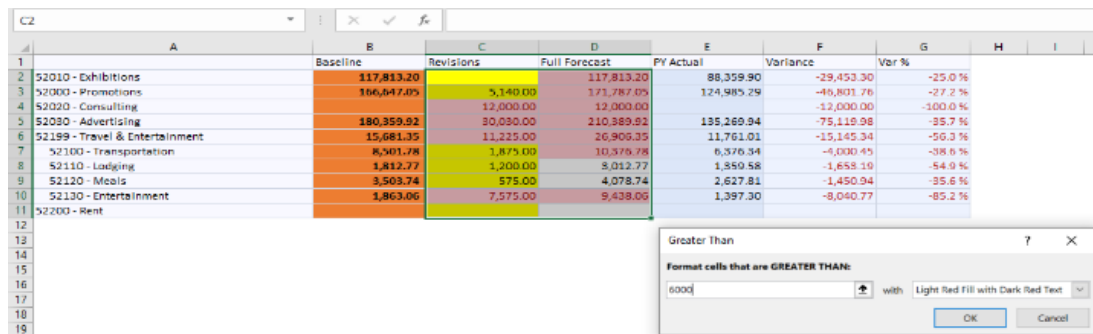 C2
fx
A B C D E F G H I
1 Baseline Revisions Full Forecast PY Actual Variance Var %
2 52010 - Exhibitions 117,813.20 117,813.20 88,359.90 -29,453.30 -25.0 %
3 52000 - Promotions 166,647.05 5,140.00 171,787.05 124,985.29 -46,801.76 -27.2 %
4 52020 - Consulting 12,000.00 12,000.00 -12,000.00 -100.0 %
5 52030 - Advertising 180,359.92 30,030.00 210,389.92 135,269.94 -75,119.98 -35.7 %
6 52199 - Travel & Entertainment 15,681.35 11,225.00 26,906.35 11,761.01 -15,145.34 -56.3 %
7 52100 - Transportation 8,501.78 1,875.00 10,376.78 6,376.34 -4,000.45 -38.6 %
8 52110 - Lodging 1,812.77 1,200.00 3,012.77 1,359.58 -1,653.19 -54.9 %
9 52120 - Meals 3,503.74 575.00 4,078.74 2,627.81 -1,450.94 -35.6 %
10 52130 - Entertainment 1,863.06 7,575.00 9,438.06 1,397.30 -8,040.77 -85.2 %
11 52200 - Rent
12
13
14
15
16
17
18
19
Greater Than ? ×
Format cells that are GREATER THAN:
6000 with Light Red Fill with Dark Red Text
OK Cancel